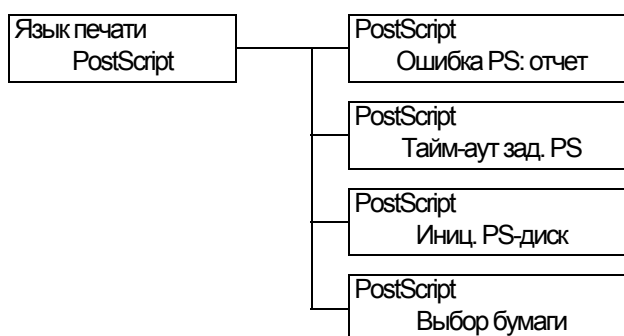 Язык печати
PostScript
PostScript
Ошибка PS: отчет
PostScript
Тайм-аут зад. PS
PostScript
Иниц. PS-диск
PostScript
Выбор бумаги